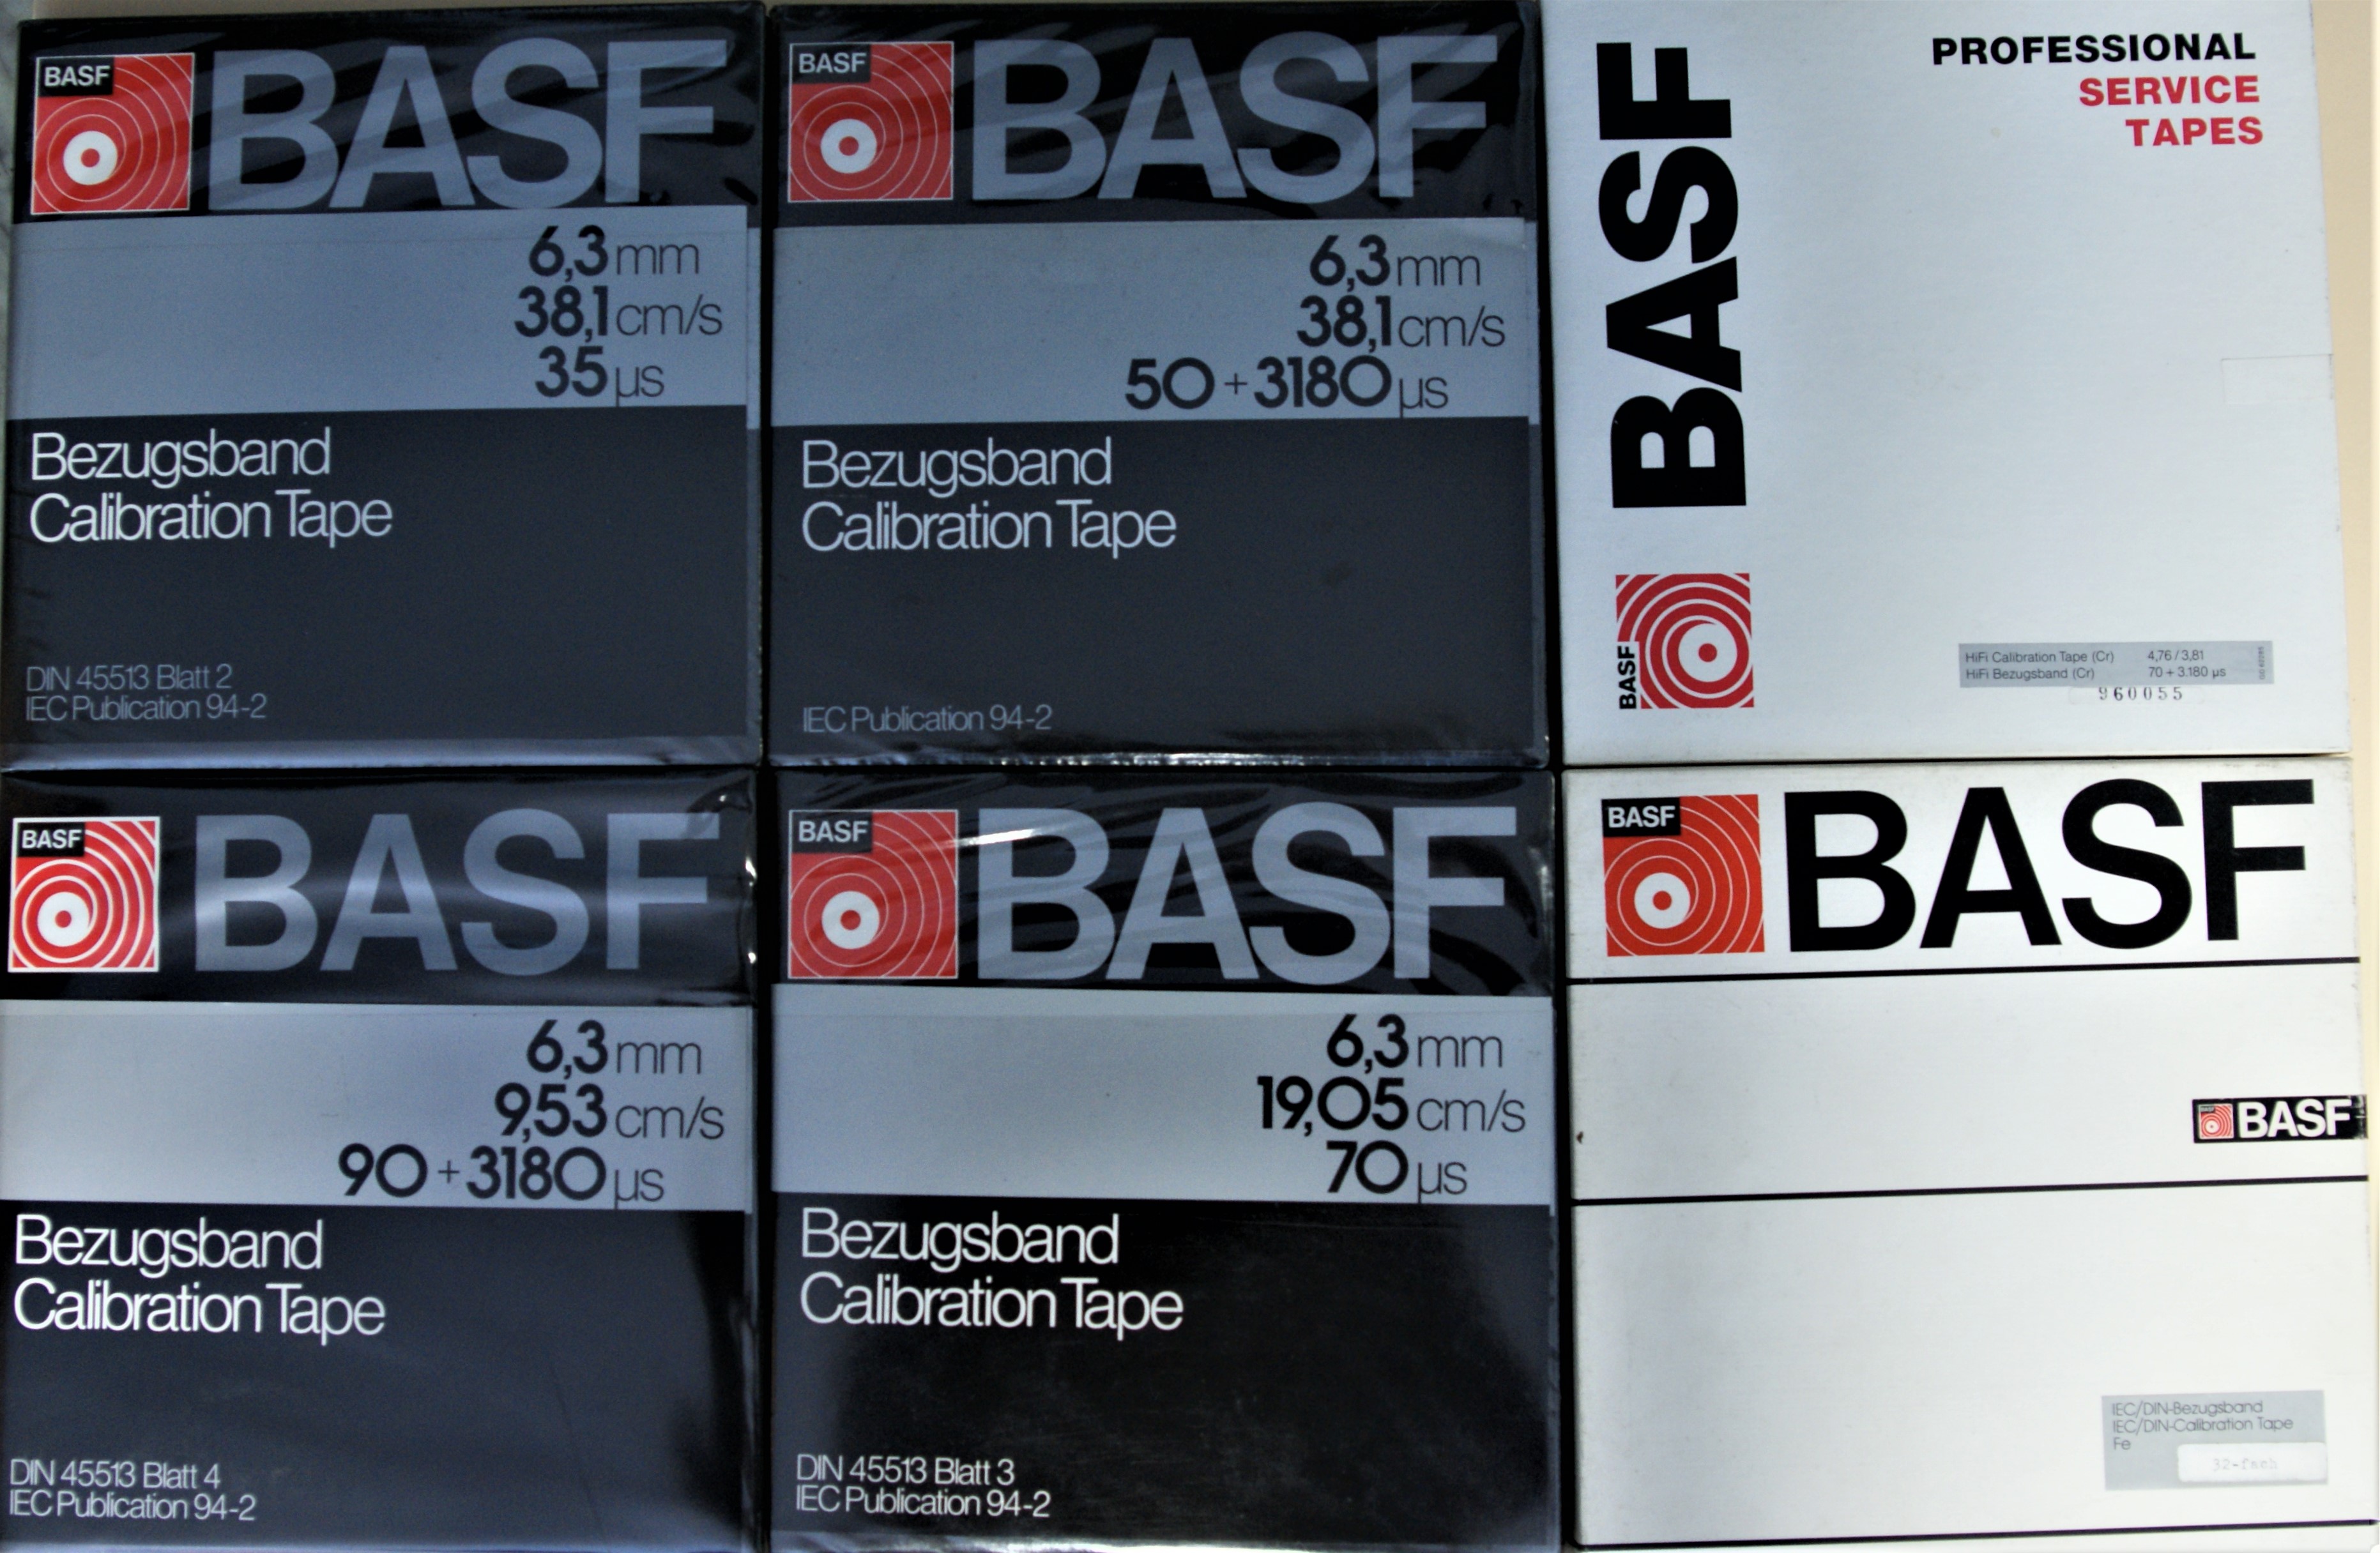 BASF
BASF
6,3 mm
38,1 cm/s
35 µs
Bezugsband
Calibration Tape
DIN 45513 Blatt 2
IEC Publication 94-2
BASF
BASF
6,3 mm
38,1 cm/s
50 + 3180 µs
Bezugsband
Calibration Tape
IEC Publication 94-2
BASF
PROFESSIONAL
SERVICE
TAPES
BASF
HiFi Calibration Tape (Cr) 4,76 / 3,81
HiFi Bezugsband (Cr) 70 + 3.180 µs
960055
BASF
BASF
6,3 mm
9,53 cm/s
90 + 3180 µs
Bezugsband
Calibration Tape
DIN 45513 Blatt 4
IEC Publication 94-2
BASF
BASF
6,3 mm
19,05 cm/s
70 µs
Bezugsband
Calibration Tape
DIN 45513 Blatt 3
IEC Publication 94-2
BASF
BASF
BASF
IEC/DIN-Bezugsband
IEC/DIN-Calibration Tape
Fe
32-fach